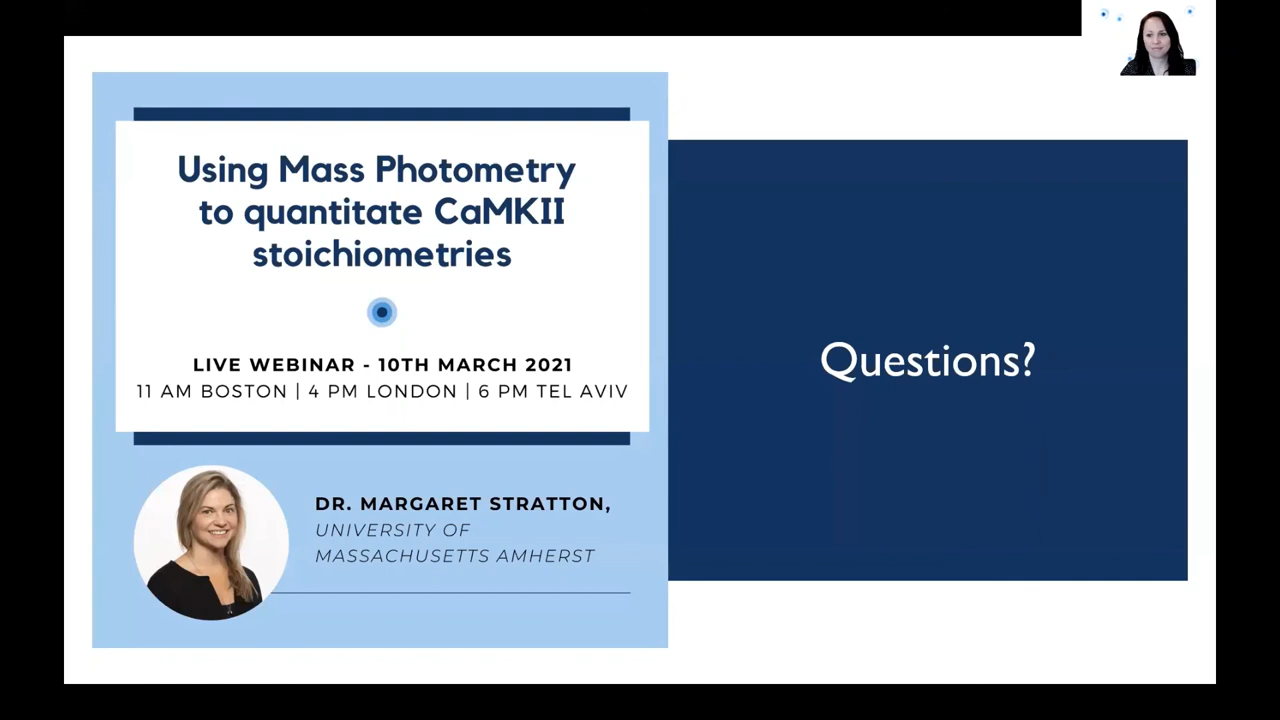 Using Mass Photometry
to quantitate CaMKII
stoichiometries
LIVE WEBINAR - 10TH MARCH 2021
11 AM BOSTON | 4 PM LONDON | 6 PM TEL AVIV
DR. MARGARET STRATTON,
UNIVERSITY OF
MASSACHUSETTS AMHERST
Questions?